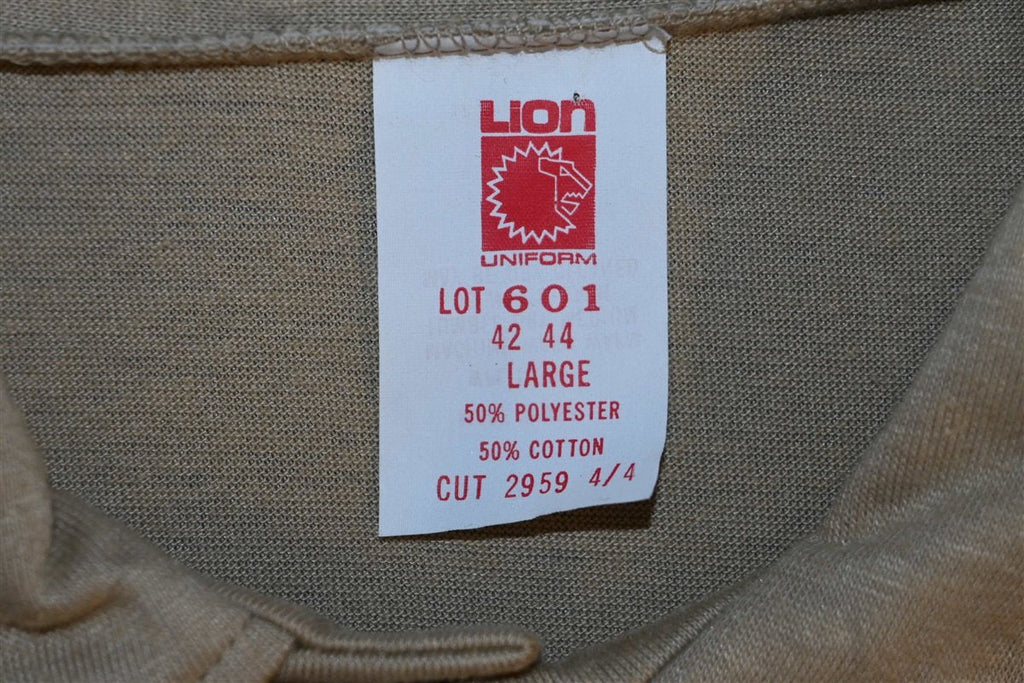 LION
UNIFORM
LOT 601
42 44
LARGE
50% POLYESTER
50% COTTON
CUT 2959 4/4